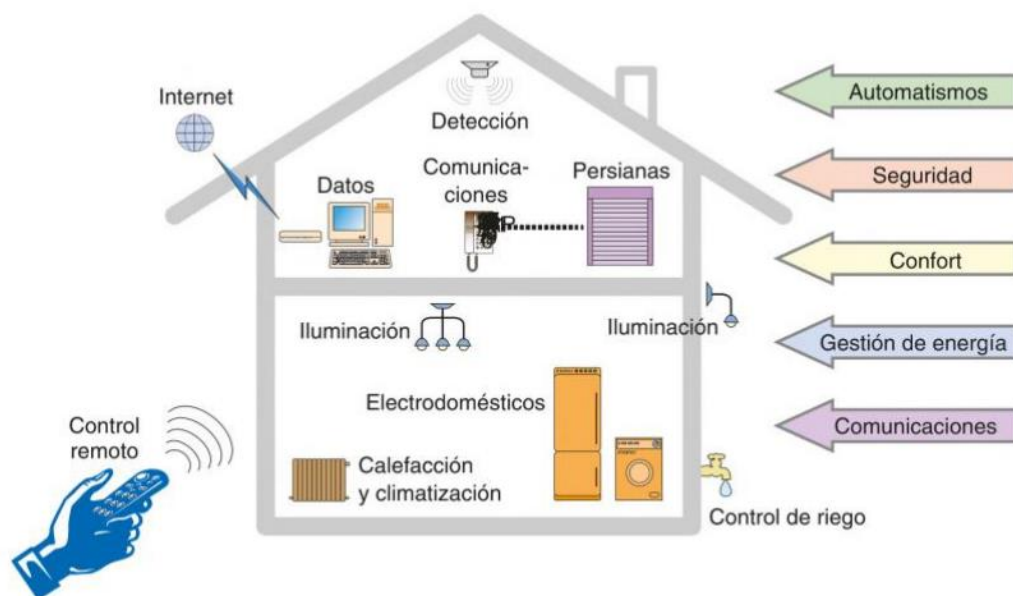 Internet
Detección
Datos
Comunica-
ciones
Persianas
Iluminación
Iluminación
Electrodomésticos
Calefacción
y climatización
Control
remoto
Control de riego
Automatismos
Seguridad
Confort
Gestión de energía
Comunicaciones